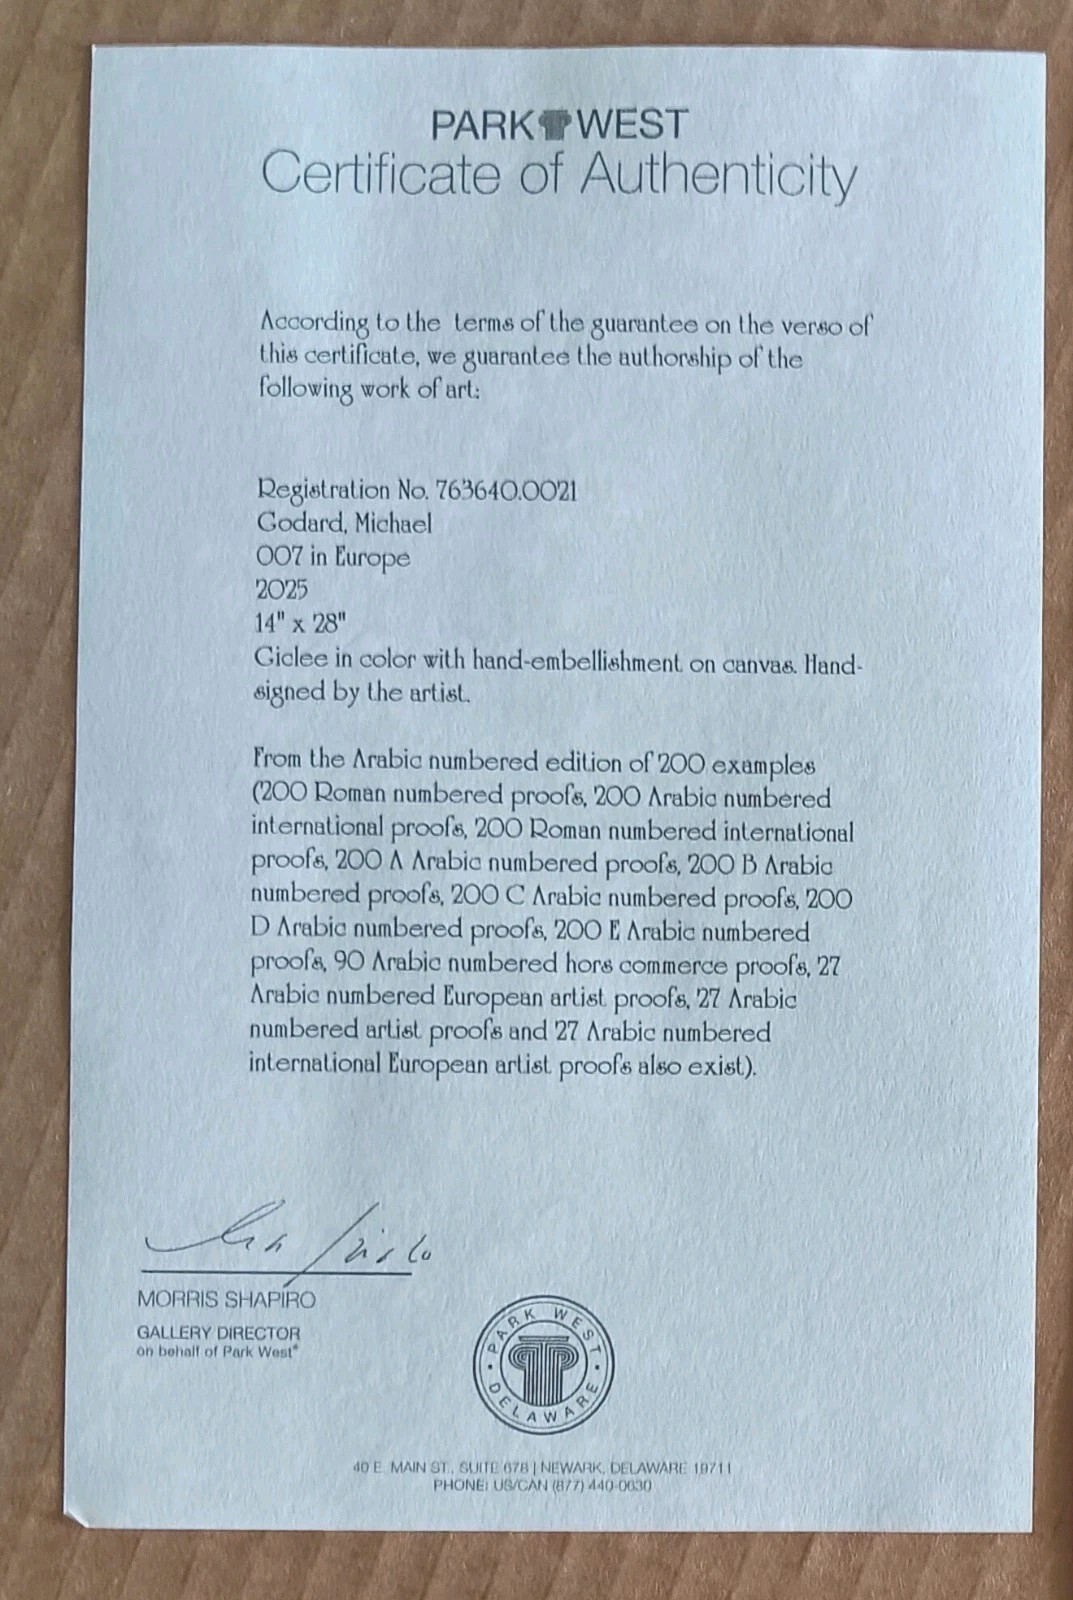 PARK WEST
Certificate of Authenticity
According to the terms of the guarantee on the verso of
this certificate, we guarantee the authorship of the
following work of art:
Registration No. 763640.0021
Godard, Michael
007 in Europe
2025
14" x 28"
Giclee in color with hand-embellishment on canvas. Hand-
signed by the artist.
From the Arabic numbered edition of 200 examples
(200 Roman numbered proofs, 200 Arabic numbered
international proofs, 200 Roman numbered international
proofs, 200 A Arabic numbered proofs, 200 B Arabic
numbered proofs, 200 C Arabic numbered proofs, 200
D Arabic numbered proofs, 200 E Arabic numbered
proofs, 90 Arabic numbered hors commerce proofs, 27
Arabic numbered European artist proofs, 27 Arabic
numbered artist proofs and 27 Arabic numbered
international European artist proofs also exist).
MORRIS SHAPIRO
GALLERY DIRECTOR
on behalf of Park West®
PARK WEST · DELAWARE ·
40 E. MAIN ST., SUITE 678 | NEWARK, DELAWARE 19711
PHONE: US/CAN (877) 440-0630